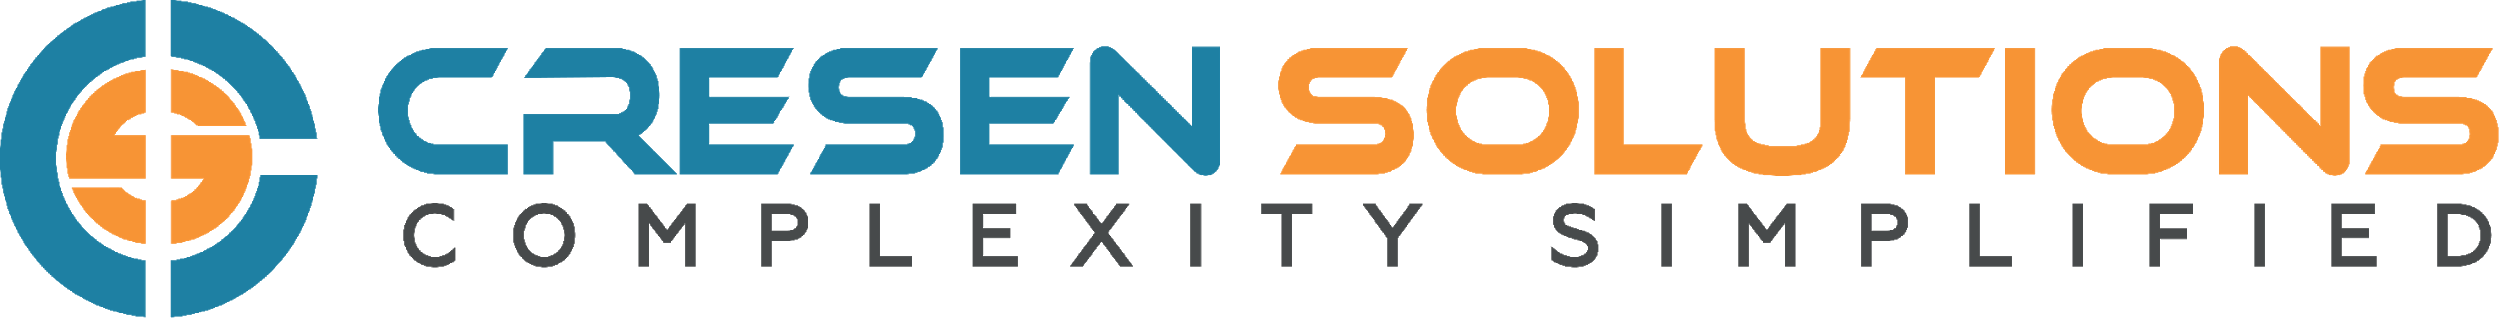 CRESEN SOLUTIONS
COMPLEXITY SIMPLIFIED